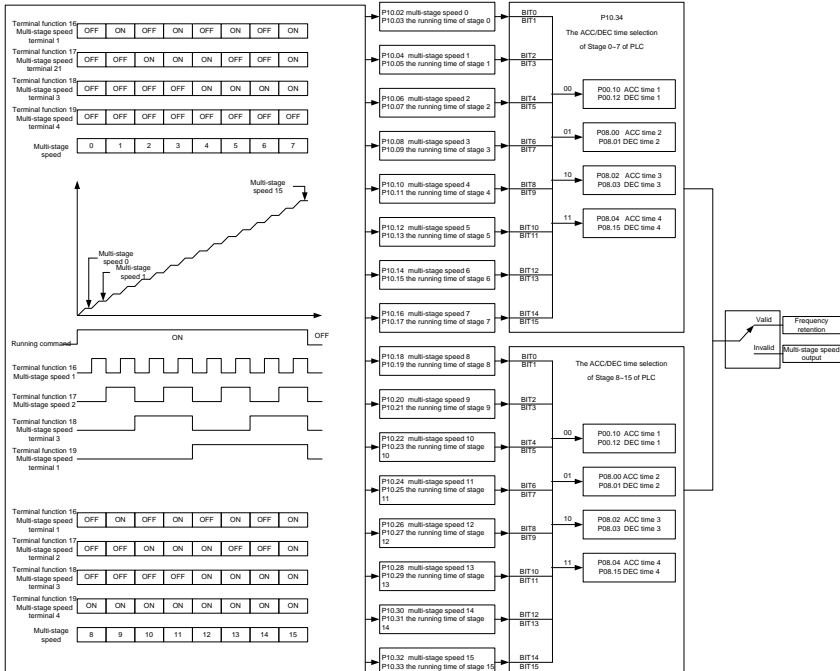 Terminal function 16
Multi-stage speed
terminal 1
OFF ON OFF ON OFF ON OFF ON
Terminal function 17
Multi-stage speed
terminal 21
OFF OFF ON ON OFF OFF ON ON
Terminal function 18
Multi-stage speed
terminal 3
OFF OFF OFF OFF ON ON ON ON
Terminal function 19
Multi-stage speed
terminal 4
OFF OFF OFF OFF OFF OFF OFF OFF
Multi-stage
speed
0 1 2 3 4 5 6 7
Multi-stage
speed 15
Multi-stage
speed 0
Multi-stage
speed 1
Running command
ON
OFF
Terminal function 16
Multi-stage speed 1
Terminal function 17
Multi-stage speed 2
Terminal function 18
Multi-stage speed
terminal 3
Terminal function 19
Multi-stage speed
terminal 1
Terminal function 16
Multi-stage speed
terminal 1
OFF ON OFF ON OFF ON OFF ON
Terminal function 17
Multi-stage speed
terminal 2
OFF OFF ON ON OFF OFF ON ON
Terminal function 18
Multi-stage speed
terminal 3
OFF OFF OFF OFF ON ON ON ON
Terminal function 19
Multi-stage speed
terminal 4
ON ON ON ON ON ON ON ON
Multi-stage
speed
8 9 10 11 12 13 14 15
P10.02 multi-stage speed 0
P10.03 the running time of stage 0
P10.04 multi-stage speed 1
P10.05 the running time of stage 1
P10.06 multi-stage speed 2
P10.07 the running time of stage 2
P10.08 multi-stage speed 3
P10.09 the running time of stage 3
P10.10 multi-stage speed 4
P10.11 the running time of stage 4
P10.12 multi-stage speed 5
P10.13 the running time of stage 5
P10.14 multi-stage speed 6
P10.15 the running time of stage 6
P10.16 multi-stage speed 7
P10.17 the running time of stage 7
P10.18 multi-stage speed 8
P10.19 the running time of stage 8
P10.20 multi-stage speed 9
P10.21 the running time of stage 9
P10.22 multi-stage speed 10
P10.23 the running time of stage
10
P10.24 multi-stage speed 11
P10.25 the running time of stage
11
P10.26 multi-stage speed 12
P10.27 the running time of stage
12
P10.28 multi-stage speed 13
P10.29 the running time of stage
13
P10.30 multi-stage speed 14
P10.31 the running time of stage
14
P10.32 multi-stage speed 15
P10.33 the running time of stage 15
BIT0
BIT1
BIT2
BIT3
BIT4
BIT5
BIT6
BIT7
BIT8
BIT9
BIT10
BIT11
BIT12
BIT13
BIT14
BIT15
P10.34
The ACC/DEC time selection
of Stage 0~7 of PLC
00
P00.10 ACC time 1
P00.12 DEC time 1
01
P08.00 ACC time 2
P08.01 DEC time 2
10
P08.02 ACC time 3
P08.03 DEC time 3
11
P08.04 ACC time 4
P08.15 DEC time 4
BIT0
BIT1
BIT2
BIT3
BIT4
BIT5
BIT6
BIT7
BIT8
BIT9
BIT10
BIT11
BIT12
BIT13
BIT14
BIT15
The ACC/DEC time selection
of Stage 8~15 of PLC
00
P00.10 ACC time 1
P00.12 DEC time 1
01
P08.00 ACC time 2
P08.01 DEC time 2
10
P08.02 ACC time 3
P08.03 DEC time 3
11
P08.04 ACC time 4
P08.15 DEC time 4
Valid
Invalid
Frequency
retention
Multi-stage speed
output